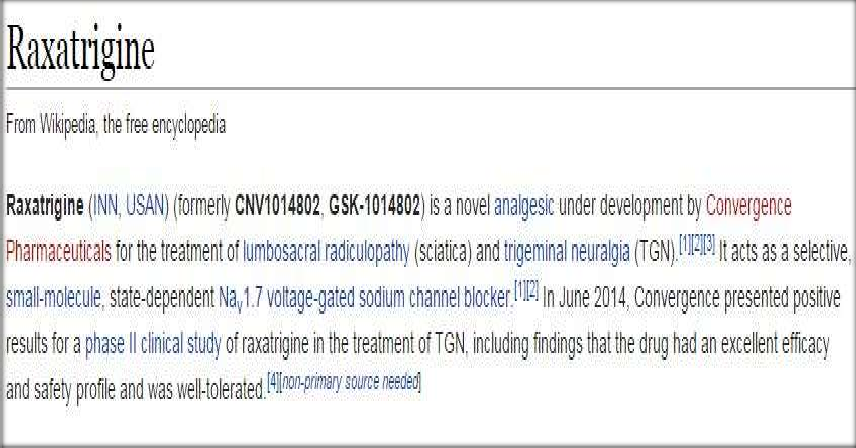 Raxatrigine
From Wikipedia, the free encyclopedia
Raxatrigine (INN, USAN) (formerly CNV1014802, GSK-1014802) is a novel analgesic under development by Convergence
Pharmaceuticals for the treatment of lumbosacral radiculopathy (sciatica) and trigeminal neuralgia (TGN).[1][2][3] It acts as a selective,
small-molecule, state-dependent Nav1.7 voltage-gated sodium channel blocker.[1][2] In June 2014, Convergence presented positive
results for a phase II clinical study of raxatrigine in the treatment of TGN, including findings that the drug had an excellent efficacy
and safety profile and was well-tolerated.[4][non-primary source needed]